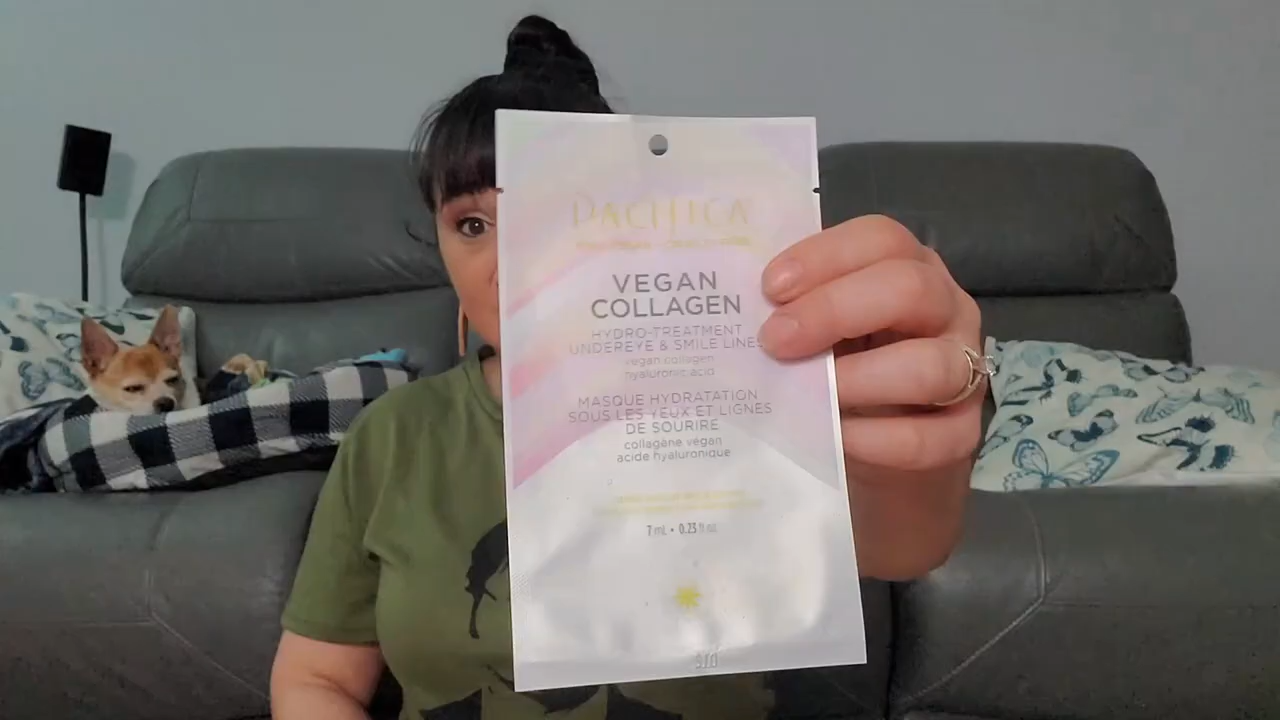 PACIFICA
VEGAN
COLLAGEN
HYDRO-TREATMENT
UNDEREYE & SMILE LINES
vegan collagen
hyaluronic acid
MASQUE HYDRATATION
SOUS LES YEUX ET LIGNES
DE SOURIRE
collagène vegan
acide hyaluronique
7 mL • 0.23 fl oz